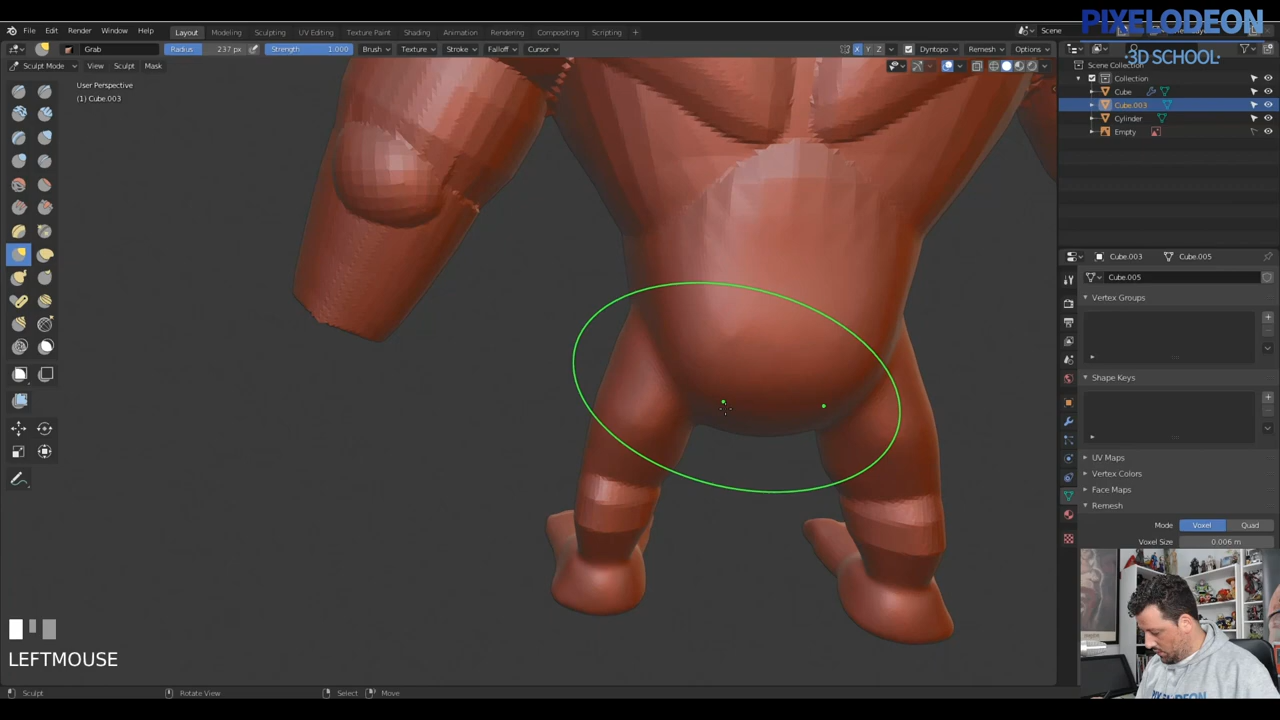 PIXELODEON
·3D SCHOOL·
File Edit Render Window Help Layout Modeling Sculpting UV Editing Texture Paint Shading Animation Rendering Compositing Scripting + Scene
Grab Radius 237 px Strength 1.000 Brush Texture Stroke Falloff Cursor X Y Z Dyntopo Remesh Options
Sculpt Mode View Sculpt Mask
User Perspective
(1) Cube.003
Scene Collection
Collection
Cube
Cube.003
Cylinder
Empty
Cube.003 Cube.005
Cube.005
Vertex Groups
Shape Keys
UV Maps
Vertex Colors
Face Maps
Remesh
Mode Voxel Quad
Voxel Size 0.006 m
LEFTMOUSE
Sculpt Rotate View Select Move